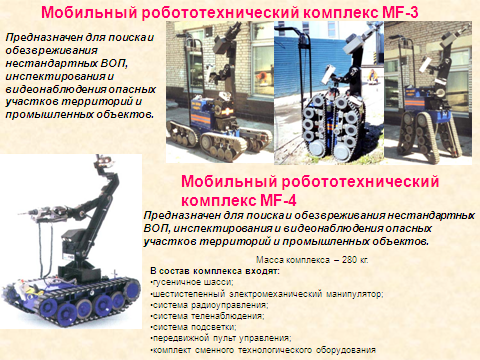 Мобильный робототехнический комплекс MF-3
Предназначен для поиска и
обезвреживания
нестандартных ВОП,
инспектирования и
видеонаблюдения опасных
участков территорий и
промышленных объектов.
Мобильный робототехнический
комплекс MF-4
Предназначен для поиска и обезвреживания нестандартных
ВОП, инспектирования и видеонаблюдения опасных
участков территорий и промышленных объектов.
Масса комплекса – 280 кг.
В состав комплекса входят:
•гусеничное шасси;
•шестистепенный электромеханический манипулятор;
•система радиоуправления;
•система теленаблюдения;
•система подсветки;
•передвижной пульт управления;
•комплект сменного технологического оборудования